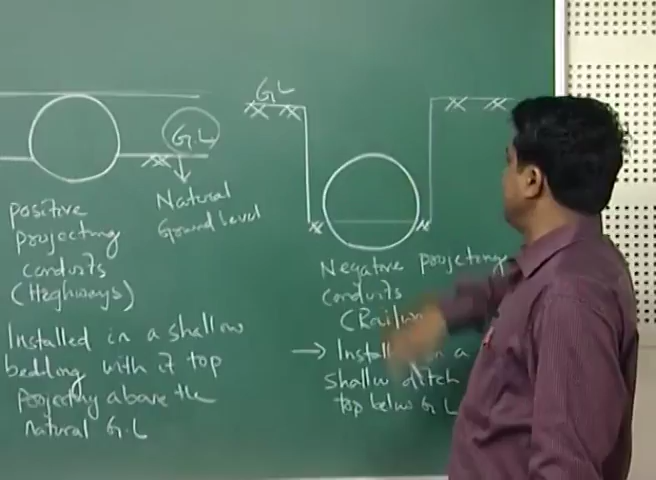 G.L
G.L
Natural
Ground level
Positive
projecting
conduits
(Highways)
Installed in a shallow
bedding with it top
Projecting above the
natural G.L
Negative projecting
conduits
(Railw
→ Install in a
shallow ditch
top below G L